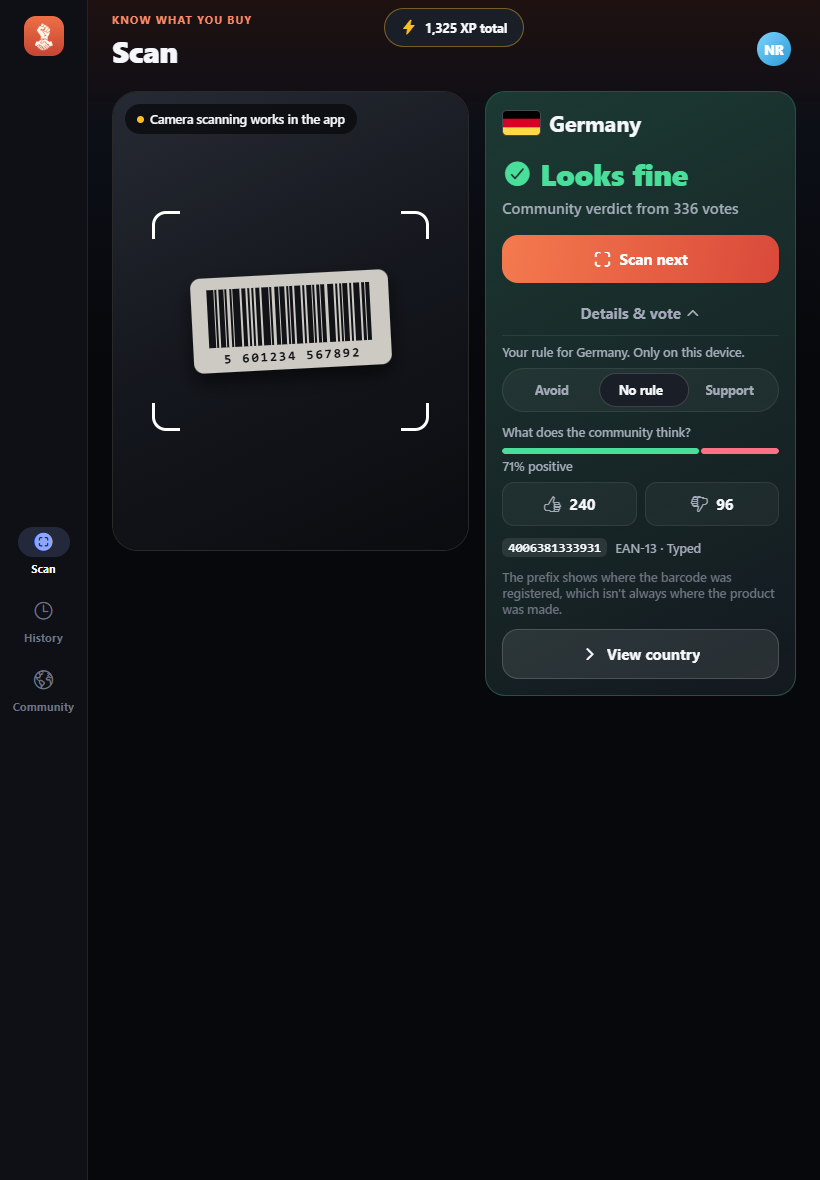 KNOW WHAT YOU BUY
Scan
1,325 XP total
NR
Camera scanning works in the app
5 601234 567892
Germany
Looks fine
Community verdict from 336 votes
Scan next
Details & vote
Your rule for Germany. Only on this device.
Avoid
No rule
Support
What does the community think?
71% positive
240
96
4006381333931 EAN-13 · Typed
The prefix shows where the barcode was
registered, which isn't always where the product
was made.
View country
Scan
History
Community